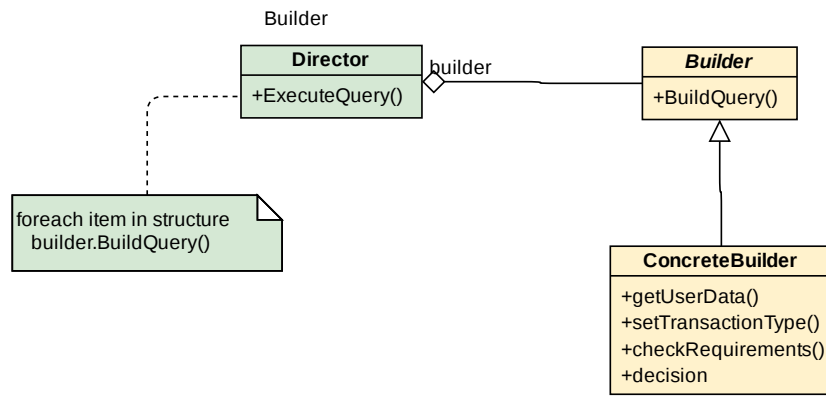 Builder
Director
+ExecuteQuery()
builder
Builder
+BuildQuery()
foreach item in structure
builder.BuildQuery()
ConcreteBuilder
+getUserData()
+setTransactionType()
+checkRequirements()
+decision